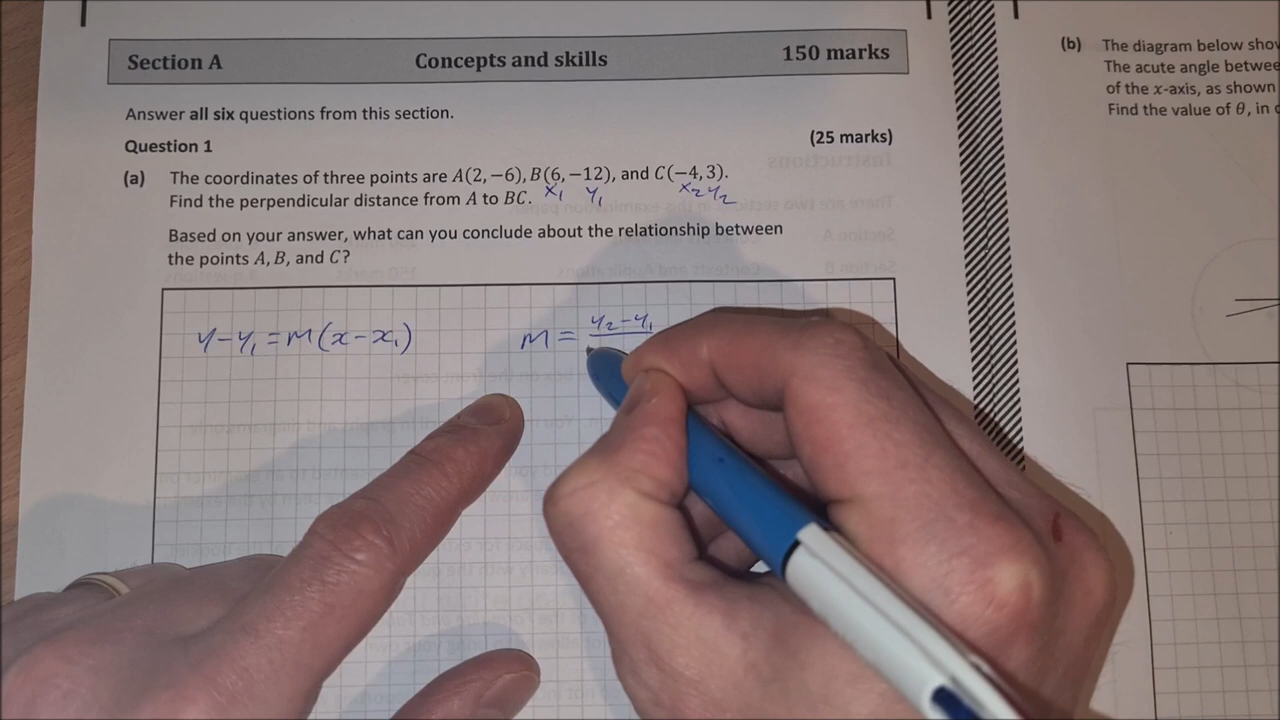 Section A Concepts and skills 150 marks
Answer all six questions from this section.
Question 1 (25 marks)
(a) The coordinates of three points are A(2, −6), B(6, −12), and C(−4, 3).
x₁ y₁ x₂ y₂
Find the perpendicular distance from A to BC.
Based on your answer, what can you conclude about the relationship between
the points A, B, and C?
y−y₁=m(x−x₁) m = y₂−y₁
(b) The diagram below
The acute angle
of the x-axis, as shown
Find the value of θ, in